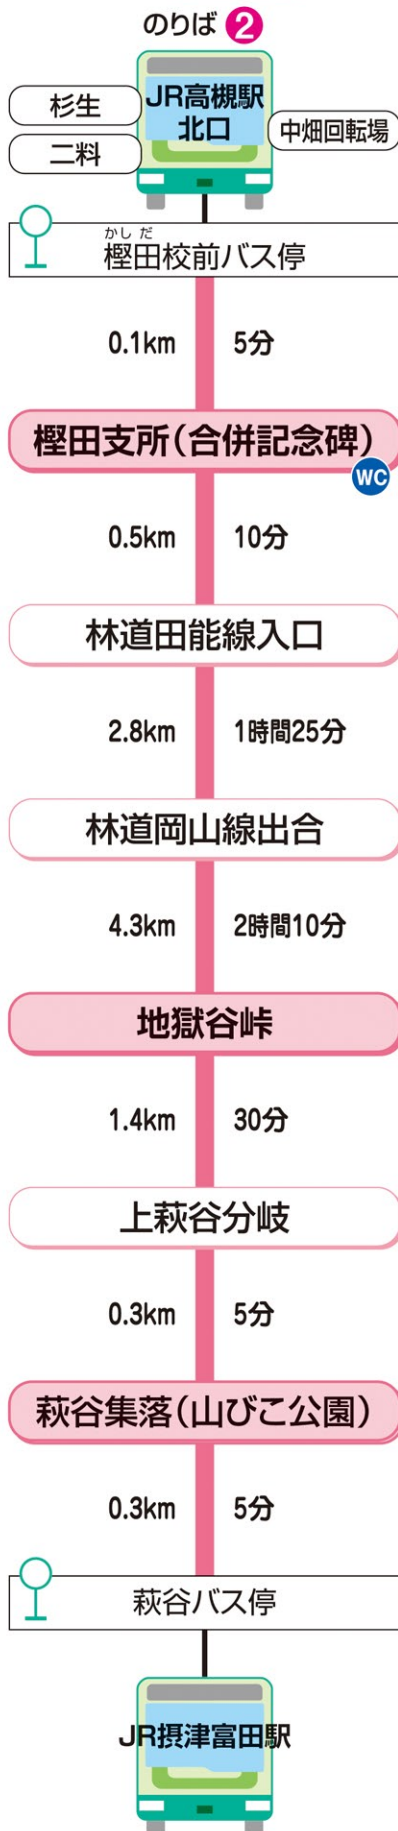 のりば 2
杉生
二料
JR高槻駅
北口
中畑回転場
かしだ
樫田校前バス停
0.1km 5分
樫田支所(合併記念碑)
WC
0.5km 10分
林道田能線入口
2.8km 1時間25分
林道岡山線出合
4.3km 2時間10分
地獄谷峠
1.4km 30分
上萩谷分岐
0.3km 5分
萩谷集落(山びこ公園)
0.3km 5分
萩谷バス停
JR摂津富田駅